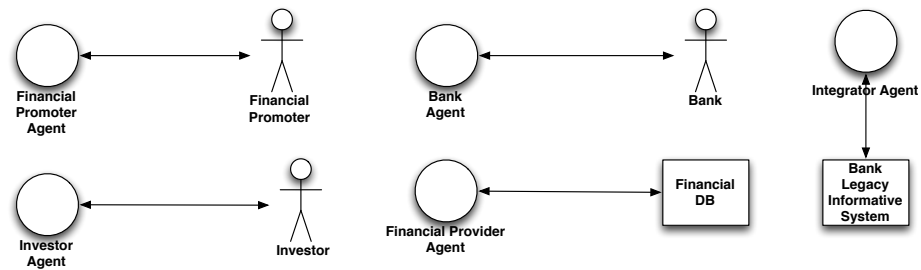 Financial
Promoter
Agent
Financial
Promoter
Bank
Agent
Bank
Integrator Agent
Investor
Agent
Investor
Financial Provider
Agent
Financial
DB
Bank
Legacy
Informative
System